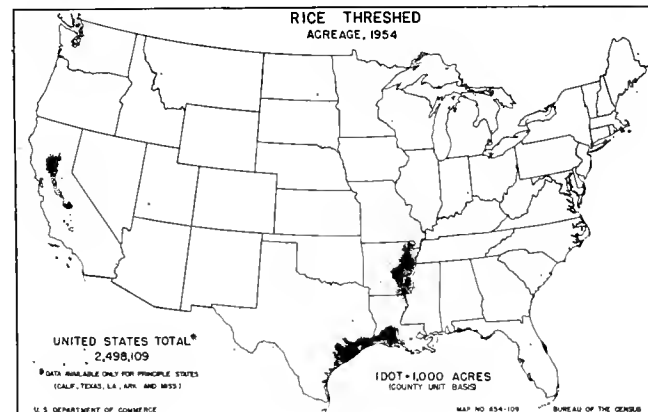 RICE THRESHED
ACREAGE, 1954
UNITED STATES TOTAL*
2,498,109
* DATA AVAILABLE ONLY FOR PRINCIPLE STATES
(CALIF., TEXAS, LA., ARK. AND MISS.)
1 DOT = 1,000 ACRES
(COUNTY UNIT BASIS)
U. S. DEPARTMENT OF COMMERCE
MAP NO. A54-109
BUREAU OF THE CENSUS